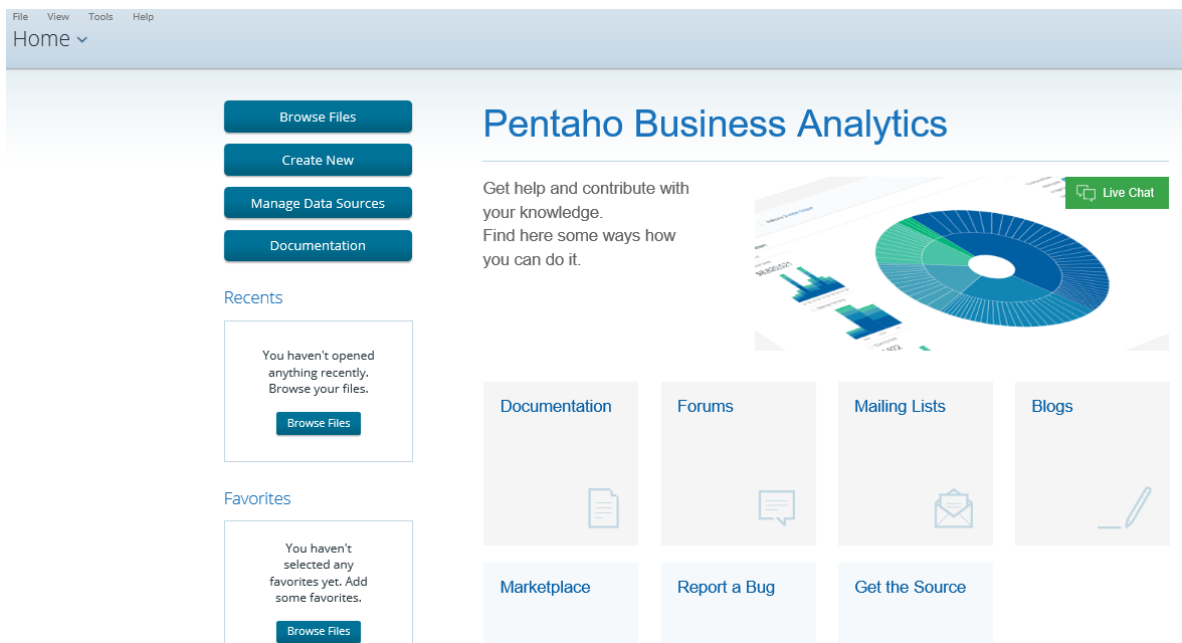 File View Tools Help
Home
Browse Files
Create New
Manage Data Sources
Documentation
Recents
You haven't opened
anything recently.
Browse your files.
Browse Files
Favorites
You haven't
selected any
favorites yet. Add
some favorites.
Browse Files
Pentaho Business Analytics
Get help and contribute with
your knowledge.
Find here some ways how
you can do it.
Live Chat
Documentation
Forums
Mailing Lists
Blogs
Marketplace
Report a Bug
Get the Source